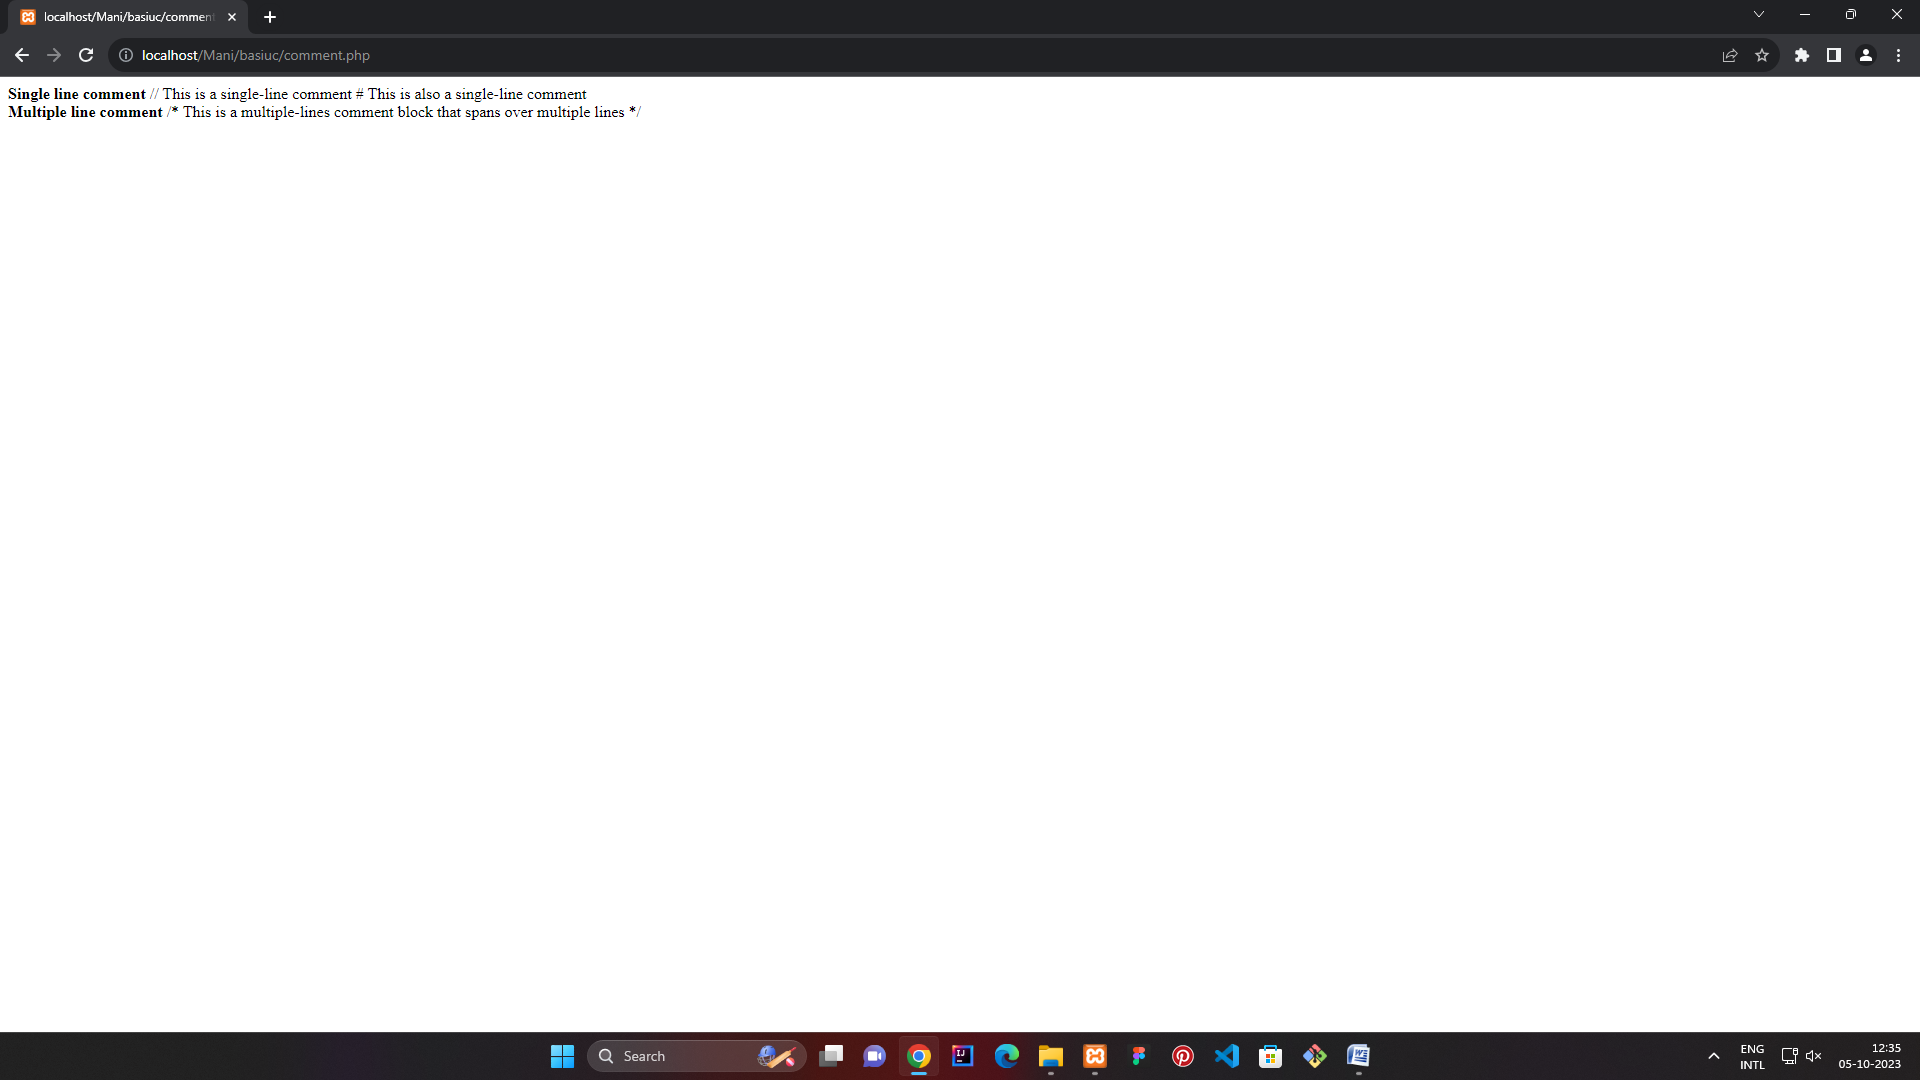 localhost/Mani/basiuc/commen
localhost/Mani/basiuc/comment.php
Single line comment // This is a single-line comment # This is also a single-line comment
Multiple line comment /* This is a multiple-lines comment block that spans over multiple lines */
Search
ENG
INTL
12:35
05-10-2023